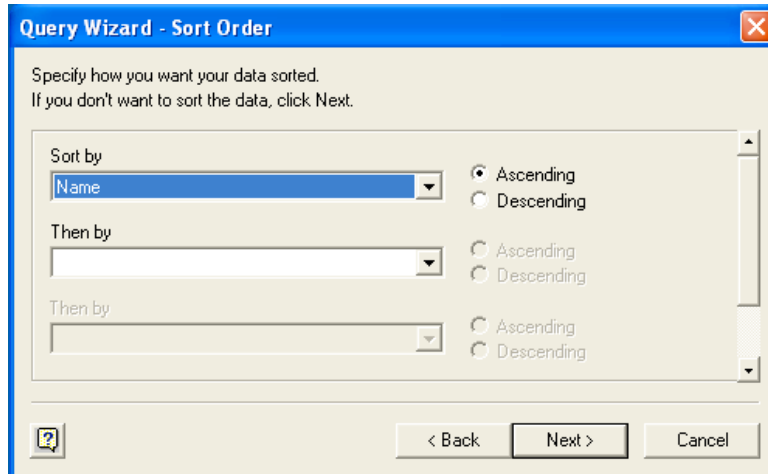 Query Wizard - Sort Order
Specify how you want your data sorted.
If you don't want to sort the data, click Next.
Sort by
Name
Ascending
Descending
Then by
Ascending
Descending
Then by
Ascending
Descending
?
< Back
Next >
Cancel